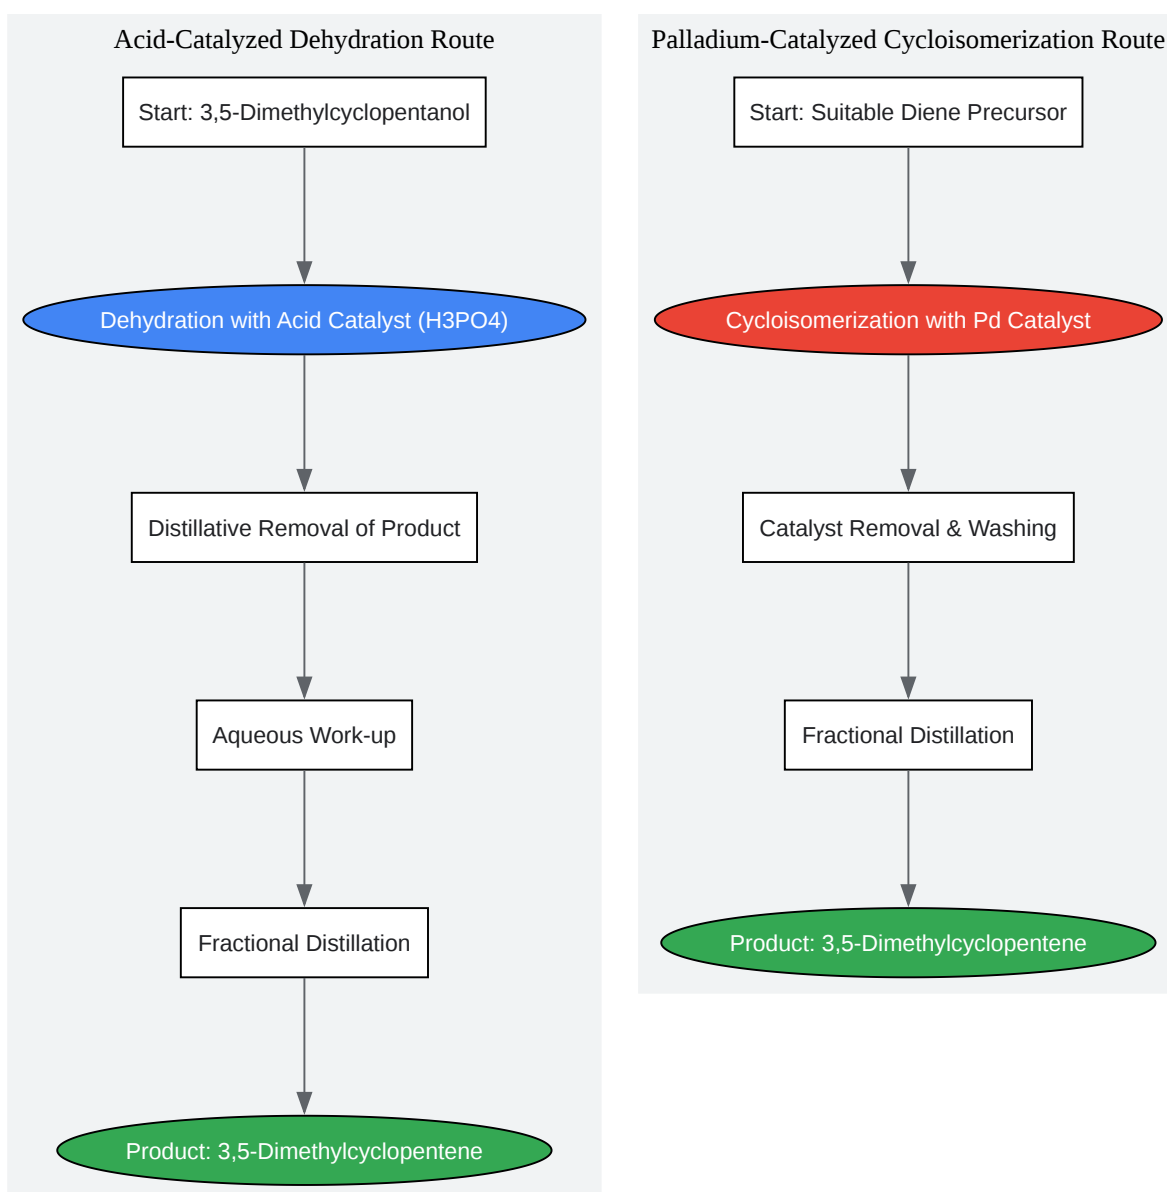 Acid-Catalyzed Dehydration Route
Start: 3,5-Dimethylcyclopentanol
Dehydration with Acid Catalyst (H3PO4)
Distillative Removal of Product
Aqueous Work-up
Fractional Distillation
Product: 3,5-Dimethylcyclopentene
Palladium-Catalyzed Cycloisomerization Route
Start: Suitable Diene Precursor
Cycloisomerization with Pd Catalyst
Catalyst Removal & Washing
Fractional Distillation
Product: 3,5-Dimethylcyclopentene